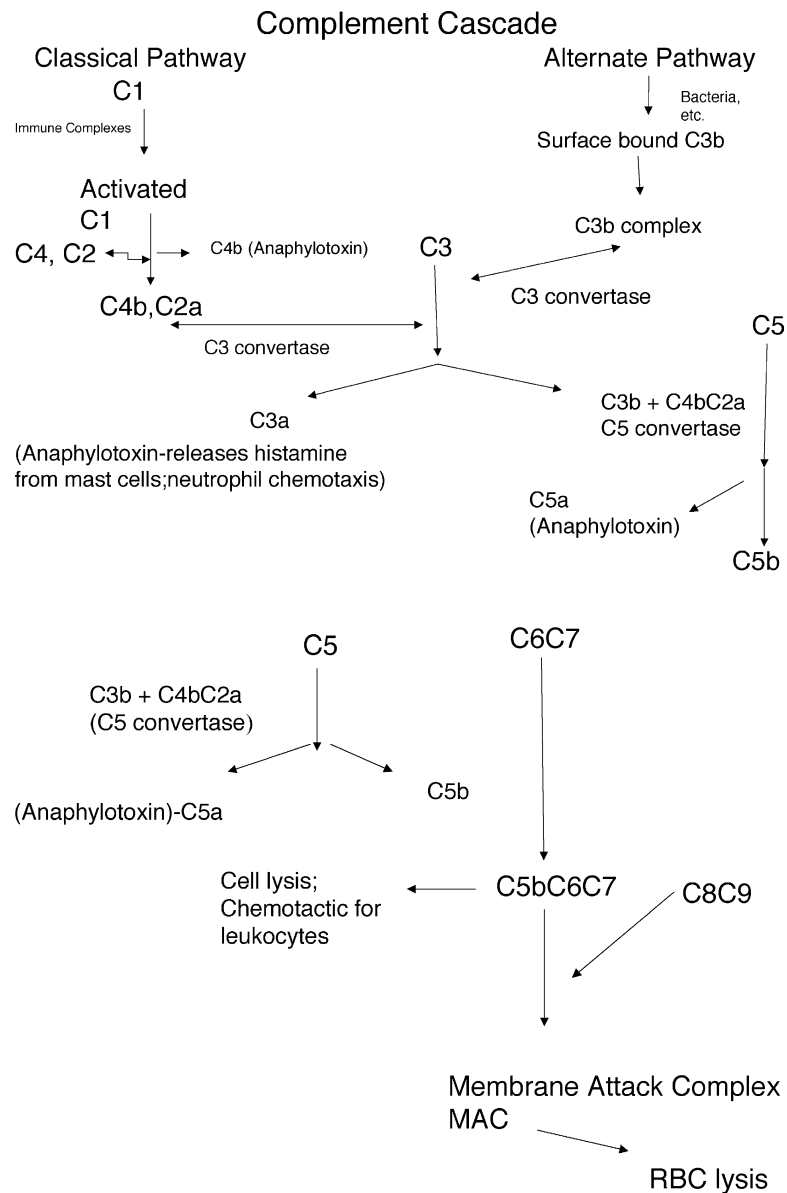 Complement Cascade
Classical Pathway
Alternate Pathway
C1
Bacteria,
etc.
Immune Complexes
Surface bound C3b
Activated
C1
C3b complex
C4, C2
C4b (Anaphylotoxin)
C3
C3 convertase
C4b,C2a
C5
C3 convertase
C3b + C4bC2a
C5 convertase
C3a
(Anaphylotoxin-releases histamine
from mast cells;neutrophil chemotaxis)
C5a
(Anaphylotoxin)
C5b
C5
C6C7
C3b + C4bC2a
(C5 convertase)
C5b
(Anaphylotoxin)-C5a
Cell lysis;
Chemotactic for
leukocytes
C5bC6C7
C8C9
Membrane Attack Complex
MAC
RBC lysis